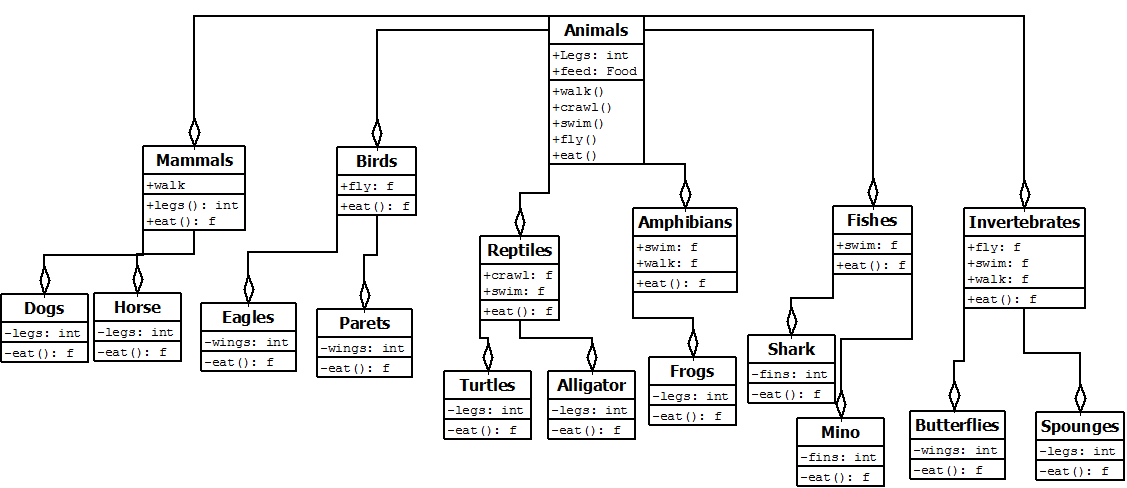 Animals
+Legs: int
+feed: Food
+walk()
+crawl()
+swim()
+fly()
+eat()
Mammals
+walk
+legs(): int
+eat(): f
Birds
+fly: f
+eat(): f
Reptiles
+crawl: f
+swim: f
+eat(): f
Amphibians
+swim: f
+walk: f
+eat(): f
Fishes
+swim: f
+eat(): f
Invertebrates
+fly: f
+swim: f
+walk: f
+eat(): f
Dogs
-legs: int
-eat(): f
Horse
-legs: int
-eat(): f
Eagles
-wings: int
-eat(): f
Parets
-wings: int
-eat(): f
Turtles
-legs: int
-eat(): f
Alligator
-legs: int
-eat(): f
Frogs
-legs: int
-eat(): f
Shark
-fins: int
-eat(): f
Mino
-fins: int
-eat(): f
Butterflies
-wings: int
-eat(): f
Spounges
-legs: int
-eat(): f